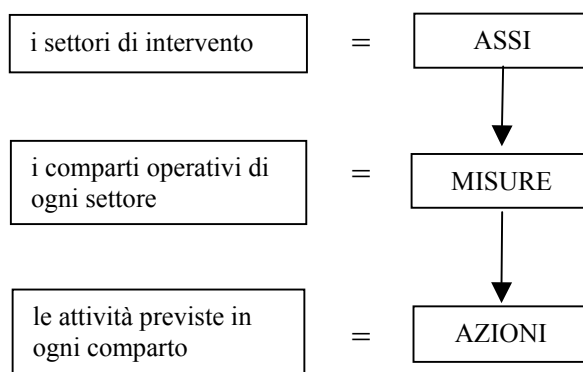 i settori di intervento = ASSI
i comparti operativi di
ogni settore
= MISURE
le attività previste in
ogni comparto
= AZIONI